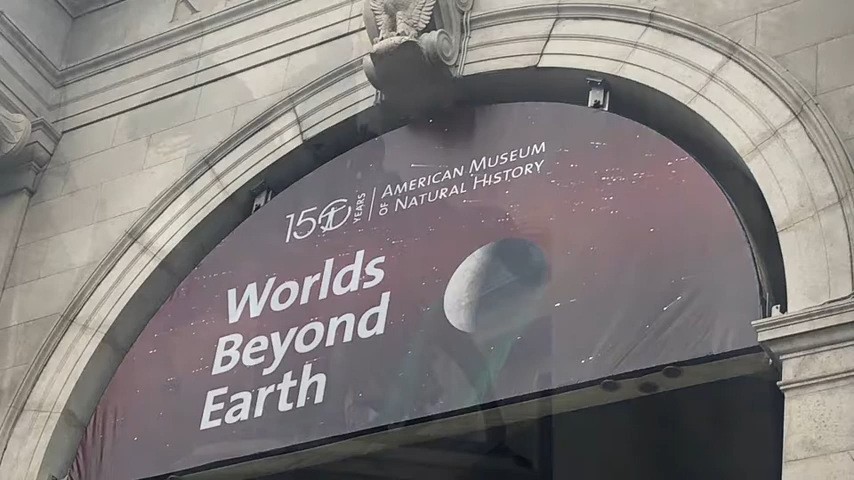 150 YEARS
AMERICAN MUSEUM
OF NATURAL HISTORY
Worlds
Beyond
Earth